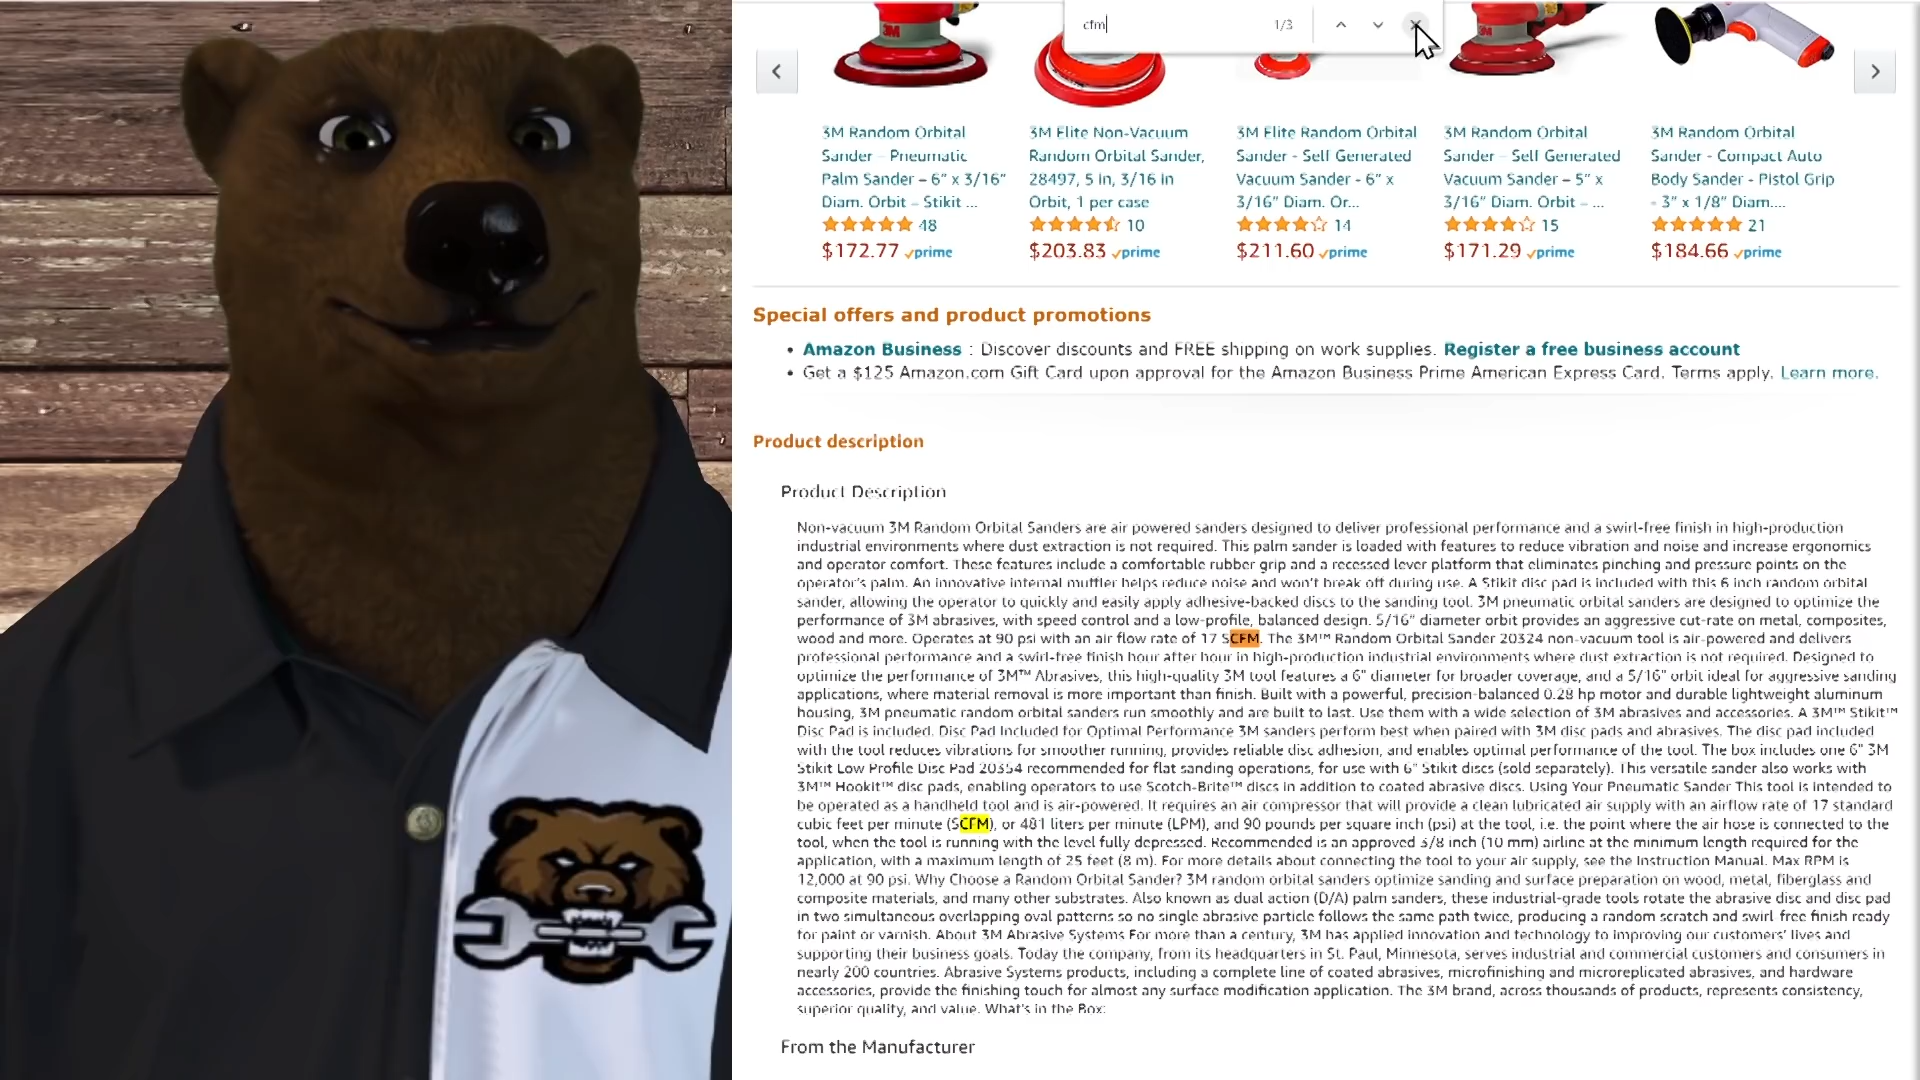 cfm
1/3
3M
3M Random Orbital
Sander – Pneumatic
Palm Sander – 6” x 3/16”
Diam. Orbit – Stikit ...
48
$172.77 prime
3M Elite Non-Vacuum
Random Orbital Sander,
28497, 5 in, 3/16 in
Orbit, 1 per case
10
$203.83 prime
3M Elite Random Orbital
Sander - Self Generated
Vacuum Sander - 6” x
3/16” Diam. Or...
14
$211.60 prime
3M Random Orbital
Sander – Self Generated
Vacuum Sander – 5” x
3/16” Diam. Orbit – ...
15
$171.29 prime
3M Random Orbital
Sander - Compact Auto
Body Sander - Pistol Grip
- 3” x 1/8” Diam....
21
$184.66 prime
Special offers and product promotions
• Amazon Business : Discover discounts and FREE shipping on work supplies. Register a free business account
• Get a $125 Amazon.com Gift Card upon approval for the Amazon Business Prime American Express Card. Terms apply. Learn more.
Product description
Product Description
Non-vacuum 3M Random Orbital Sanders are air powered sanders designed to deliver professional performance and a swirl-free finish in high-production
industrial environments where dust extraction is not required. This palm sander is loaded with features to reduce vibration and noise and increase ergonomics
and operator comfort. These features include a comfortable rubber grip and a recessed lever platform that eliminates pinching and pressure points on the
operator's palm. An innovative internal muffler helps reduce noise and won't break off during use. A Stikit disc pad is included with this 6 inch random orbital
sander, allowing the operator to quickly and easily apply adhesive-backed discs to the sanding tool. 3M pneumatic orbital sanders are designed to optimize the
performance of 3M abrasives, with speed control and a low-profile, balanced design. 5/16” diameter orbit provides an aggressive cut-rate on metal, composites,
wood and more. Operates at 90 psi with an air flow rate of 17 SCFM. The 3M™ Random Orbital Sander 20324 non-vacuum tool is air-powered and delivers
professional performance and a swirl-free finish hour after hour in high-production industrial environments where dust extraction is not required. Designed to
optimize the performance of 3M™ Abrasives, this high-quality 3M tool features a 6" diameter for broader coverage, and a 5/16" orbit ideal for aggressive sanding
applications, where material removal is more important than finish. Built with a powerful, precision-balanced 0.28 hp motor and durable lightweight aluminum
housing, 3M pneumatic random orbital sanders run smoothly and are built to last. Use them with a wide selection of 3M abrasives and accessories. A 3M™ Stikit™
Disc Pad is included. Disc Pad Included for Optimal Performance 3M sanders perform best when paired with 3M disc pads and abrasives. The disc pad included
with the tool reduces vibrations for smoother running, provides reliable disc adhesion, and enables optimal performance of the tool. The box includes one 6" 3M
Stikit Low Profile Disc Pad 20354 recommended for flat sanding operations, for use with 6" Stikit discs (sold separately). This versatile sander also works with
3M™ Hookit™ disc pads, enabling operators to use Scotch-Brite™ discs in addition to coated abrasive discs. Using Your Pneumatic Sander This tool is intended to
be operated as a handheld tool and is air-powered. It requires an air compressor that will provide a clean lubricated air supply with an airflow rate of 17 standard
cubic feet per minute (SCFM), or 481 liters per minute (LPM), and 90 pounds per square inch (psi) at the tool, i.e. the point where the air hose is connected to the
tool, when the tool is running with the level fully depressed. Recommended is an approved 3/8 inch (10 mm) airline at the minimum length required for the
application, with a maximum length of 25 feet (8 m). For more details about connecting the tool to your air supply, see the Instruction Manual. Max RPM is
12,000 at 90 psi. Why Choose a Random Orbital Sander? 3M random orbital sanders optimize sanding and surface preparation on wood, metal, fiberglass and
composite materials, and many other substrates. Also known as dual action (D/A) palm sanders, these industrial-grade tools rotate the abrasive disc and disc pad
in two simultaneous overlapping oval patterns so no single abrasive particle follows the same path twice, producing a random scratch and swirl free finish ready
for paint or varnish. About 3M Abrasive Systems For more than a century, 3M has applied innovation and technology to improving our customers' lives and
supporting their business goals. Today the company, from its headquarters in St. Paul, Minnesota, serves industrial and commercial customers and consumers in
nearly 200 countries. Abrasive Systems products, including a complete line of coated abrasives, microfinishing and microreplicated abrasives, and hardware
accessories, provide the finishing touch for almost any surface modification application. The 3M brand, across thousands of products, represents consistency,
superior quality, and value. What's in the Box:
From the Manufacturer